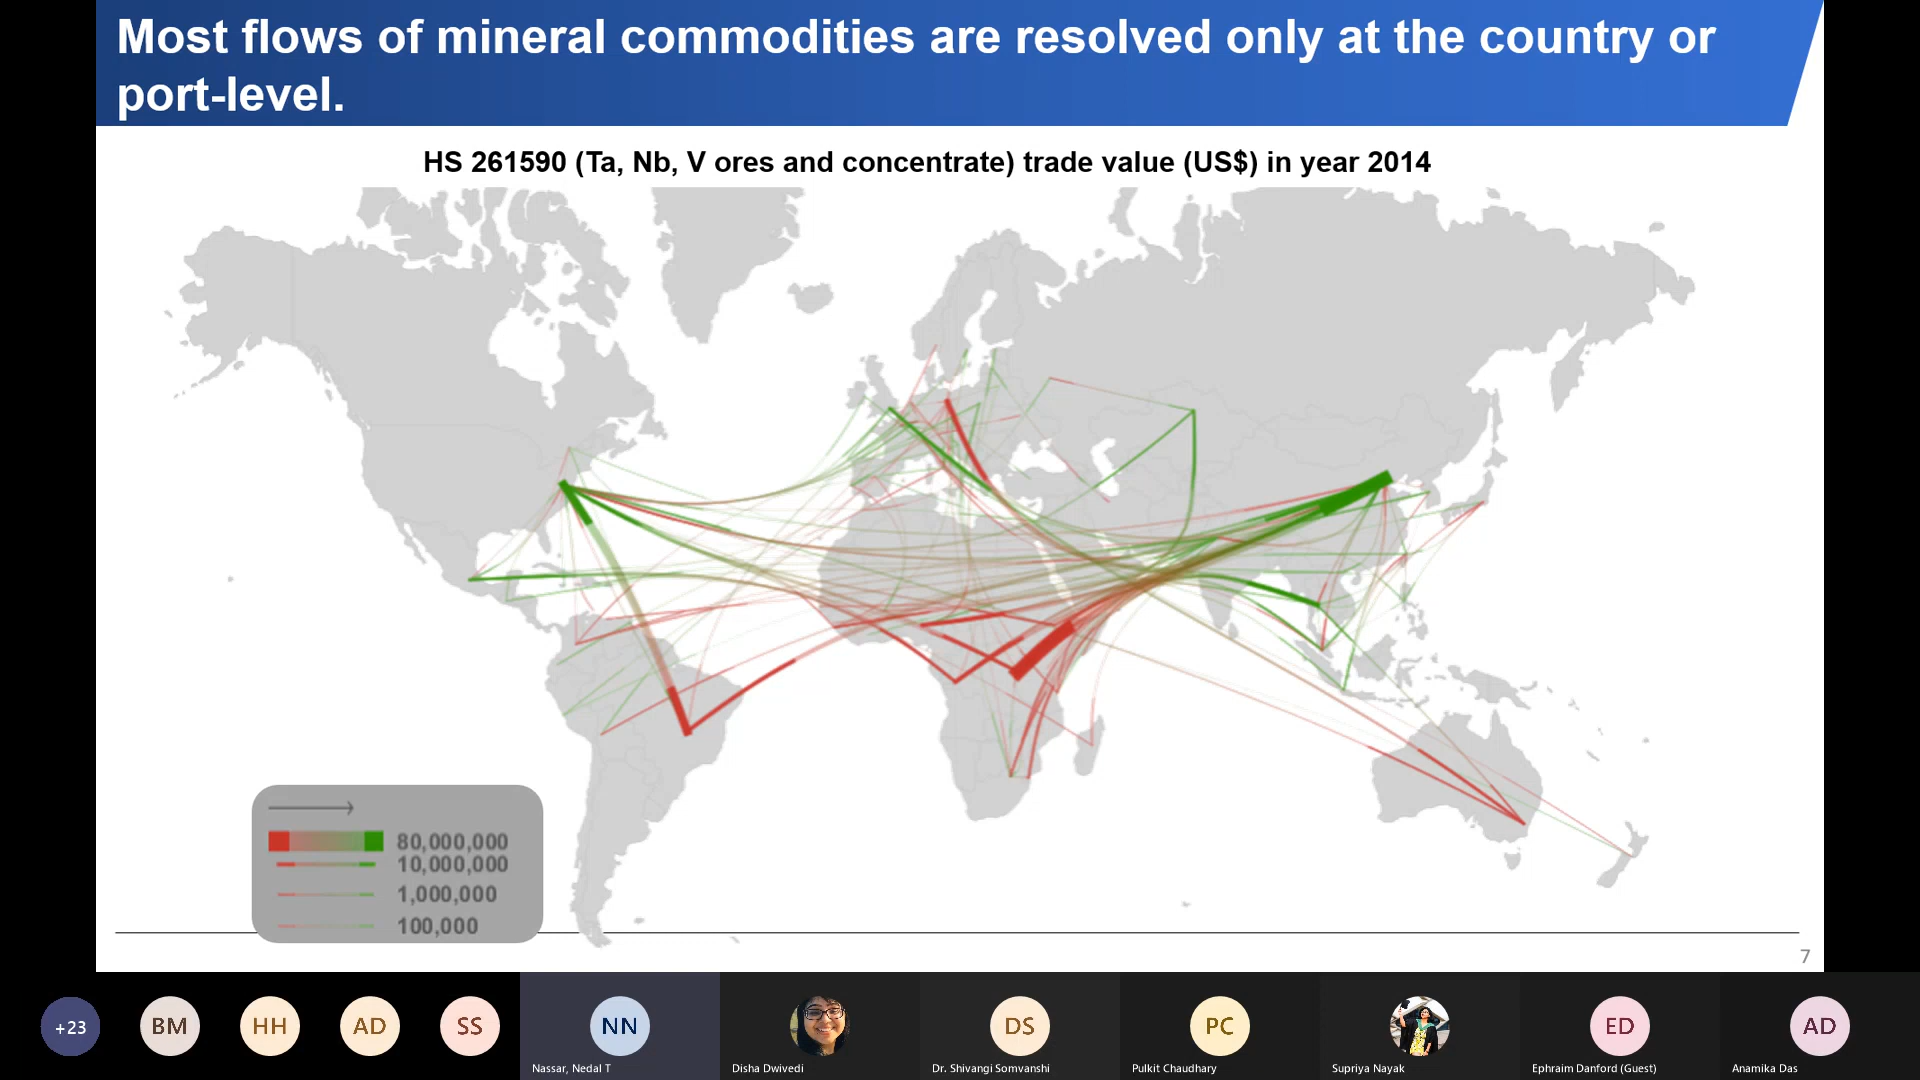 Most flows of mineral commodities are resolved only at the country or
port-level.
HS 261590 (Ta, Nb, V ores and concentrate) trade value (US$) in year 2014
80,000,000
10,000,000
1,000,000
100,000
7
+23
BM
HH
AD
SS
NN
DS
PC
ED
AD
Nassar, Nedal T
Disha Dwivedi
Dr. Shivangi Somvanshi
Pulkit Chaudhary
Supriya Nayak
Ephraim Danford (Guest)
Anamika Das